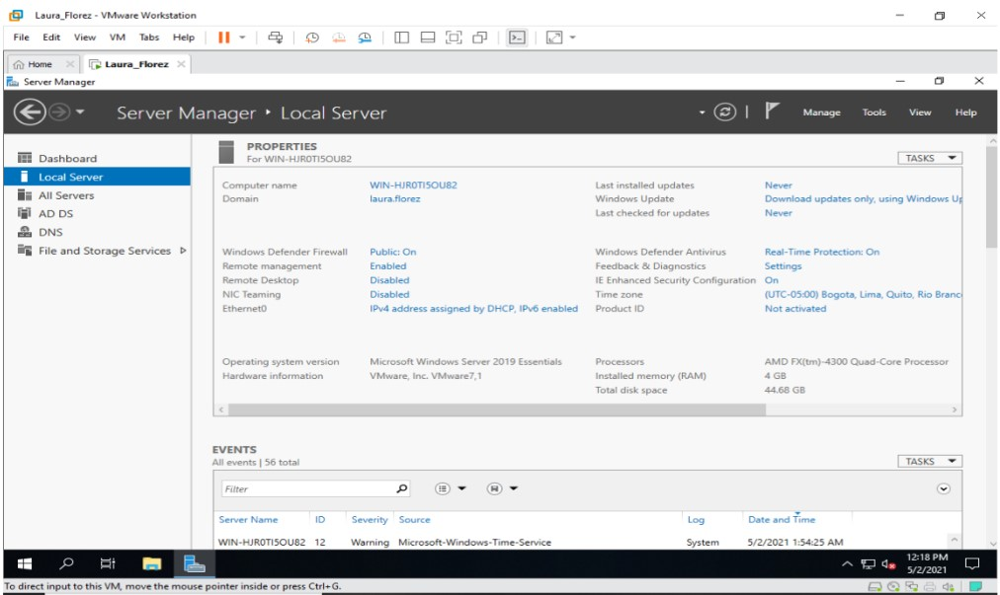 Laura_Florez - VMware Workstation
File Edit View VM Tabs Help
Home Laura_Florez
Server Manager
Server Manager Local Server
Manage Tools View Help
Dashboard
Local Server
All Servers
AD DS
DNS
File and Storage Services
PROPERTIES
For WIN-HJR0TI5OU82
TASKS
Computer name WIN-HJR0TI5OU82 Last installed updates Never
Domain laura.florez Windows Update Download updates only, using Windows Up
Last checked for updates Never
Windows Defender Firewall Public: On Windows Defender Antivirus Real-Time Protection: On
Remote management Enabled Feedback & Diagnostics Settings
Remote Desktop Disabled IE Enhanced Security Configuration On
NIC Teaming Disabled Time zone (UTC-05:00) Bogota, Lima, Quito, Rio Branc
Ethernet0 IPv4 address assigned by DHCP, IPv6 enabled Product ID Not activated
Operating system version Microsoft Windows Server 2019 Essentials Processors AMD FX(tm)-4300 Quad-Core Processor
Hardware information VMware, Inc. VMware7,1 Installed memory (RAM) 4 GB
Total disk space 44.68 GB
EVENTS
All events | 56 total
TASKS
Filter
Server Name ID Severity Source Log Date and Time
WIN-HJR0TI5OU82 12 Warning Microsoft-Windows-Time-Service System 5/2/2021 1:54:25 AM
12:18 PM
5/2/2021
To direct input to this VM, move the mouse pointer inside or press Ctrl+G.